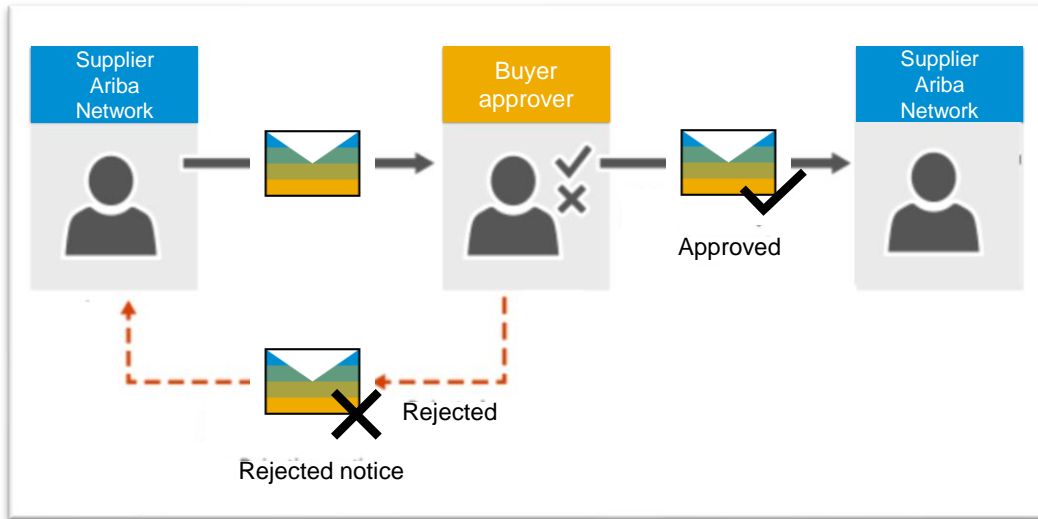 Supplier
Ariba
Network
Buyer
approver
Supplier
Ariba
Network
Approved
Rejected
Rejected notice